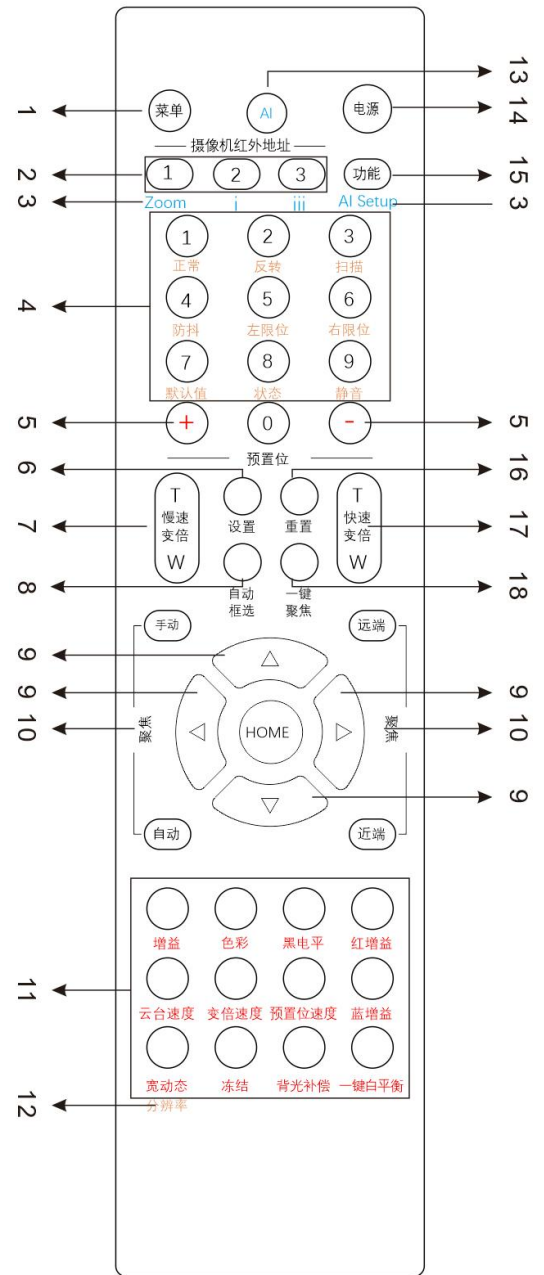 菜单 AI 电源
摄像机红外地址
1 2 3 功能
Zoom i iii AI Setup
1 2 3
正常 反转 扫描
4 5 6
防抖 左限位 右限位
7 8 9
默认值 状态 静音
+ 0 -
预置位
T
慢速
变倍
W
设置 重置
T
快速
变倍
W
自动
框选
一键
聚焦
手动 远端
聚焦 HOME 聚焦
自动 近端
增益 色彩 黑电平 红增益
云台速度 变倍速度 预置位速度 蓝增益
宽动态 冻结 背光补偿 一键白平衡
分辨率
1
2
3
4
5
6
7
8
9
9
10
11
12
13
14
15
3
5
16
17
18
9
10
9